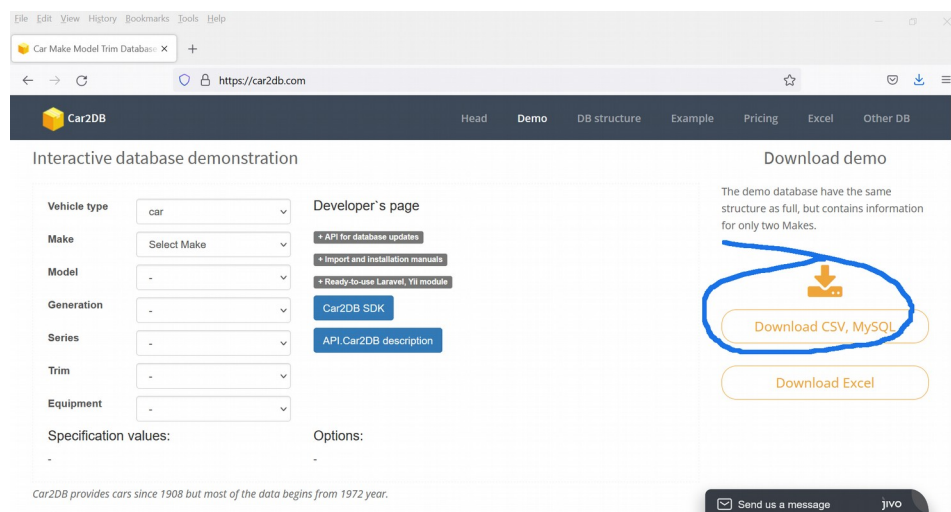 File Edit View History Bookmarks Tools Help
Car Make Model Trim Database
https://car2db.com
Car2DB Head Demo DB structure Example Pricing Excel Other DB
Interactive database demonstration
Vehicle type car
Make Select Make
Model -
Generation -
Series -
Trim -
Equipment -
Specification values:
-
Developer`s page
+ API for database updates
+ Import and installation manuals
+ Ready-to-use Laravel, Yii module
Car2DB SDK
API.Car2DB description
Options:
-
Car2DB provides cars since 1908 but most of the data begins from 1972 year.
Download demo
The demo database have the same
structure as full, but contains information
for only two Makes.
Download CSV, MySQL
Download Excel
Send us a message jivo